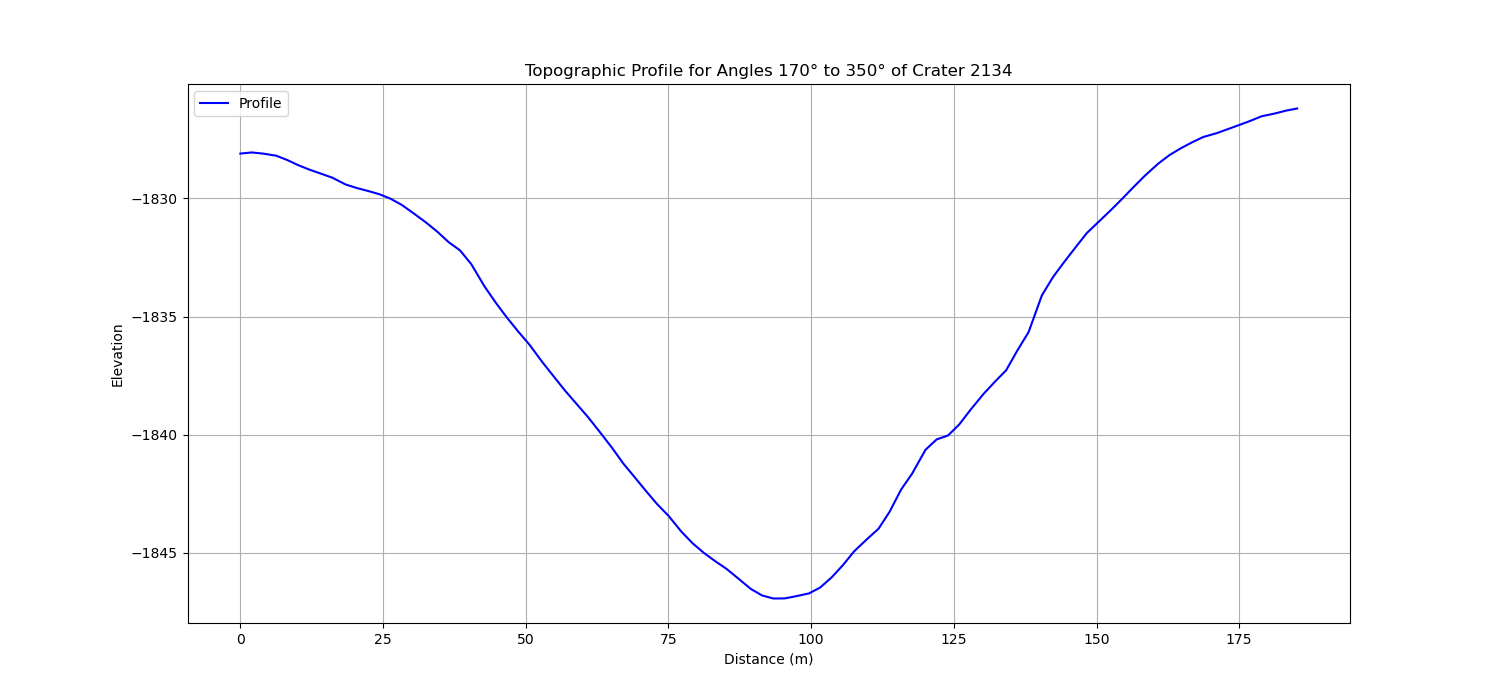 Topographic Profile for Angles 170° to 350° of Crater 2134
Profile
−1830
−1835
−1840
−1845
Elevation
0 25 50 75 100 125 150 175
Distance (m)